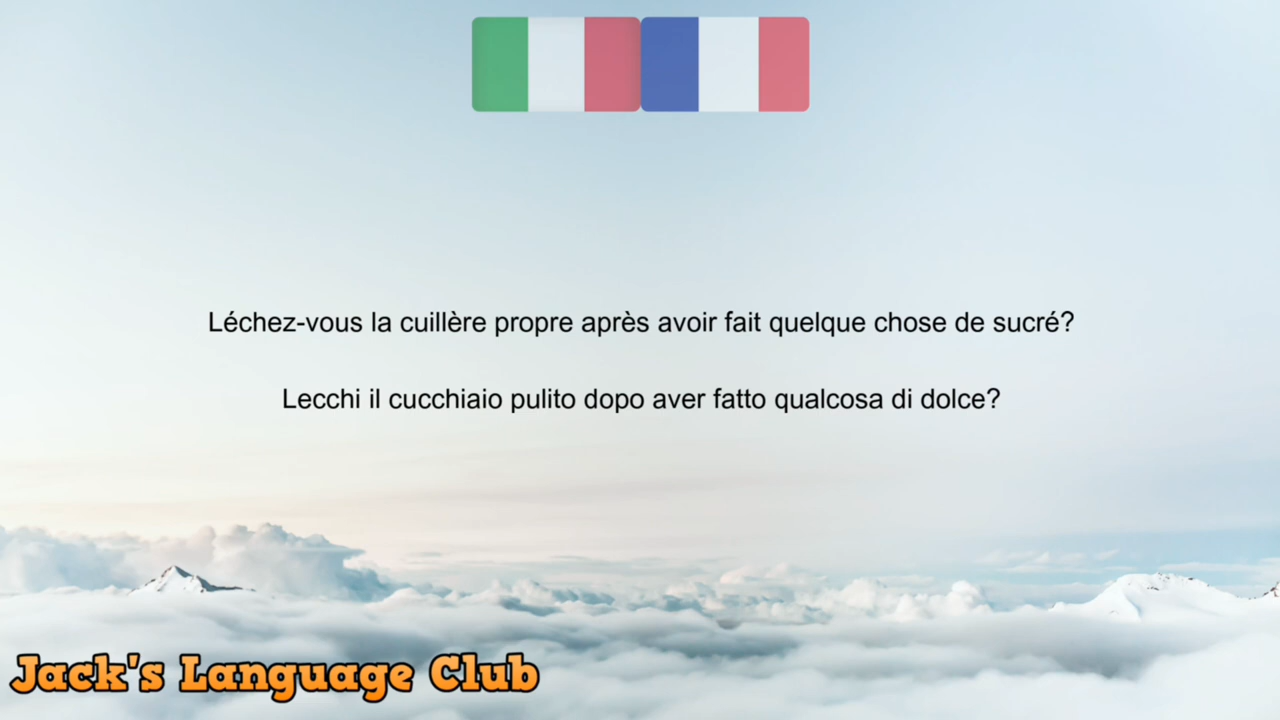 Léchez-vous la cuillère propre après avoir fait quelque chose de sucré?
Lecchi il cucchiaio pulito dopo aver fatto qualcosa di dolce?
Jack's Language Club